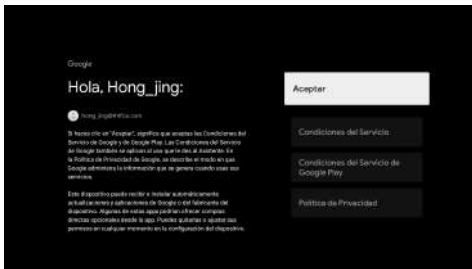 Google
Hola, Hong_jing:
Aceptar
Si haces clic en "Aceptar", significa que aceptas las Condiciones del
Servicio de Google y de Google Play. Las Condiciones del Servicio
de Google también se aplican al uso que le des al Asistente. En
la Política de Privacidad de Google, se describe el modo en que
Google administra la información que se genera cuando usas sus
servicios.
Este dispositivo puede recibir e instalar automáticamente
actualizaciones y aplicaciones de Google o del fabricante del
dispositivo. Algunas de estas apps podrían ofrecer compras
directas opcionales desde la app. Puedes quitarlas o ajustar sus
permisos en cualquier momento en la configuración del dispositivo.
Condiciones del Servicio
Condiciones del Servicio de
Google Play
Política de Privacidad